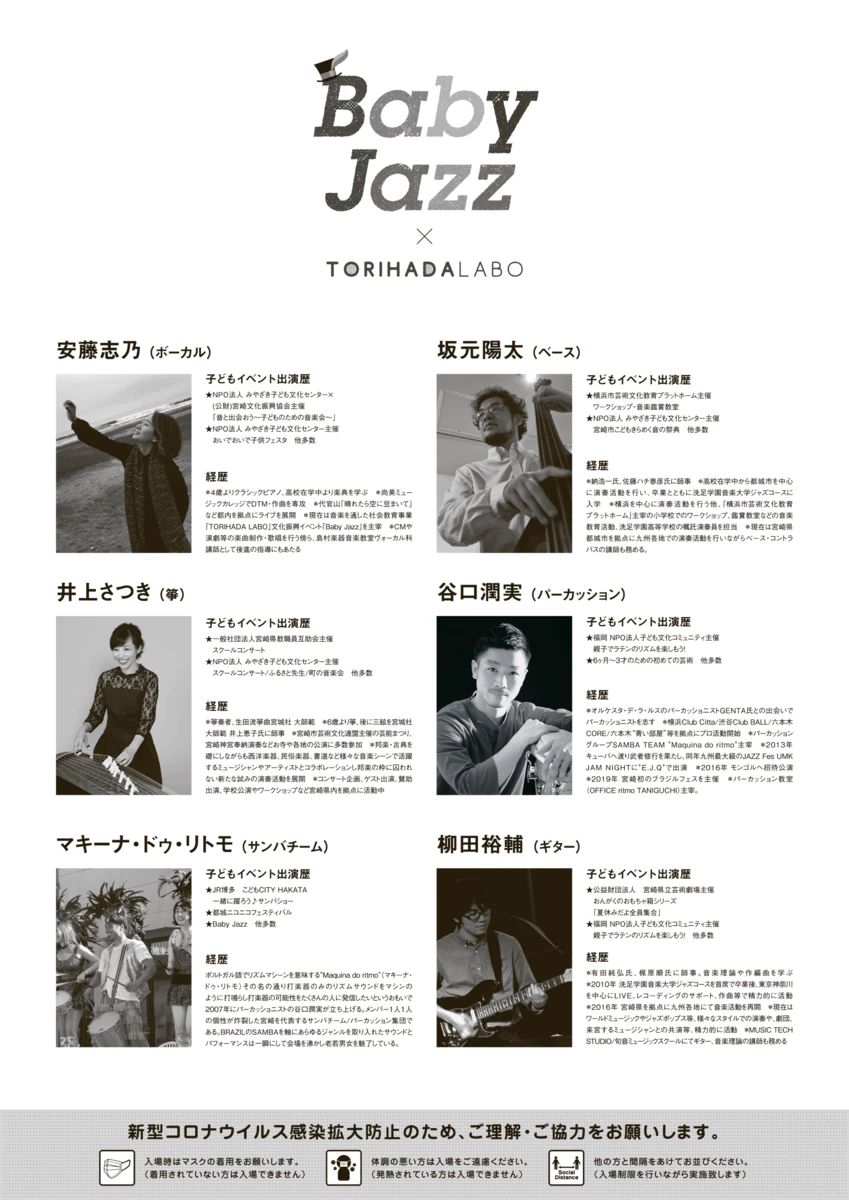 Baby
Jazz
×
TORIHADALABO
安藤志乃（ボーカル）
子どもイベント出演歴
★NPO法人 みやざき子ども文化センター×
(公財)宮崎文化振興協会主催
「音と出会おう〜子どものための音楽会〜」
★NPO法人 みやざき子ども文化センター主催
おいでおいで子供フェスタ　他多数
経歴
＊4歳よりクラシックピアノ、高校在学中より楽典を学ぶ　＊尚美ミュー
ジックカレッジでDTM・作曲を専攻　＊代官山「晴れたら空に豆まいて」
など都内を拠点にライブを展開　＊現在は音楽を通した社会教育事業
「TORIHADA LABO」文化振興イベント「Baby Jazz」を主宰　＊CMや
演劇等の楽曲制作・歌唱を行う傍ら、島村楽器音楽教室ヴォーカル科
講師として後進の指導にもあたる
坂元陽太（ベース）
子どもイベント出演歴
★横浜市芸術文化教育プラットホーム主催
ワークショップ・音楽鑑賞教室
★NPO法人 みやざき子ども文化センター主催
宮崎市こどもきらめく音の祭典　他多数
経歴
＊納浩一氏、佐藤ハチ恭彦氏に師事　＊高校在学中から都城市を中心
に演奏活動を行い、卒業とともに洗足学園音楽大学ジャズコースに
入学　＊横浜を中心に演奏活動を行う他、「横浜市芸術文化教育
プラットホーム」主宰の小学校でのワークショップ、鑑賞教室などの音楽
教育活動、洗足学園高等学校の嘱託演奏員を担当　＊現在は宮崎県
都城市を拠点に九州各地での演奏活動を行いながらベース・コントラ
バスの講師も務める。
井上さつき（箏）
子どもイベント出演歴
★一般社団法人宮崎県教職員互助会主催
スクールコンサート
★NPO法人 みやざき子ども文化センター主催
スクールコンサート/ふるさと先生/町の音楽会　他多数
経歴
＊箏奏者、生田流箏曲宮城社 大師範　＊6歳より箏、後に三絃を宮城社
大師範 井上恵子氏に師事　＊宮崎市芸術文化連盟主催の芸能まつり、
宮崎神宮奉納演奏などお寺や各地の公演に多数参加　＊邦楽・古典を
礎にしながらも西洋楽器、民俗楽器、書道など様々な音楽シーンで活躍
するミュージシャンやアーティストとコラボレーションし邦楽の枠に囚われ
ない新たな試みの演奏活動を展開　＊コンサート企画、ゲスト出演、賛助
出演、学校公演やワークショップなど宮崎県内を拠点に活動中
谷口潤実（パーカッション）
子どもイベント出演歴
★福岡 NPO法人子ども文化コミュニティ主催
親子でラテンのリズムを楽しもう!
★6ヶ月〜3才のための初めての芸術　他多数
経歴
＊オルケスタ・デ・ラ・ルスのパーカッショニストGENTA氏との出会いで
パーカッショニストを志す　＊横浜Club Citta/渋谷Club BALL/六本木
CORE/六本木"青い部屋"等を拠点にプロ活動開始　＊パーカッション
グループSAMBA TEAM "Maquina do ritmo"主宰　＊2013年
キューバへ渡り武者修行を果たし、同年九州最大級のJAZZ Fes UMK
JAM NIGHTに"E.J.Q"で出演　＊2016年 モンゴルへ招待公演
＊2019年 宮崎初のブラジルフェスを主催　＊パーカッション教室
（OFFICE ritmo TANIGUCHI）主宰。
マキーナ・ドゥ・リトモ（サンバチーム）
子どもイベント出演歴
★JR博多　こどもCITY HAKATA
一緒に躍ろう♪サンバショー
★都城ニコニコフェスティバル
★Baby Jazz　他多数
経歴
ポルトガル語でリズムマシーンを意味する"Maquina do ritmo"（マキーナ・
ドゥ・リトモ）その名の通り打楽器のみのリズムサウンドをマシンの
ように打鳴らし打楽器の可能性をたくさんの人に発信したいというおもいで
2007年にパーカッショニストの谷口潤実が立ち上げる。メンバー1人1人
の個性が炸裂した宮崎を代表するサンバチーム/パーカッション集団で
ある。BRAZILのSAMBAを軸にあらゆるジャンルを取り入れたサウンドと
パフォーマンスは一瞬にして会場を沸かし老若男女を魅了している。
柳田裕輔（ギター）
子どもイベント出演歴
★公益財団法人　宮崎県立芸術劇場主催
おんがくのおもちゃ箱シリーズ
「夏休みだよ全員集合」
★福岡 NPO法人子ども文化コミュニティ主催
親子でラテンのリズムを楽しもう!　他多数
経歴
＊有田純弘氏、梶原順氏に師事。音楽理論や作編曲を学ぶ
＊2010年 洗足学園音楽大学ジャズコースを首席で卒業後、東京神奈川
を中心にLIVE、レコーディングのサポート、作曲等で精力的に活動
＊2016年 宮崎県を拠点に九州各地にて音楽活動を再開　＊現在は
ワールドミュージックやジャズポップス等、様々なスタイルでの演奏や、劇団、
来宮するミュージシャンとの共演等、精力的に活動　＊MUSIC TECH
STUDIO/旬音ミュージックスクールにてギター、音楽理論の講師も務める
新型コロナウイルス感染拡大防止のため、ご理解・ご協力をお願いします。
入場時はマスクの着用をお願いします。
（着用されていない方は入場できません）
体調の悪い方は入場をご遠慮ください。
（発熱されている方は入場できません）
Social
Distance
他の方と間隔をあけてお並びください。
（入場制限を行いながら実施致します）